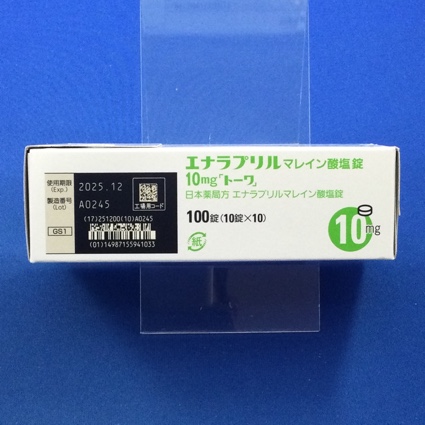 使用期限
(Exp.)
2025.12
製造番号
(Lot)
A0245
工場用コード
(17)251200(10)A0245
GS1
(01)14987155941033
エナラプリルマレイン酸塩錠
10mg「トーワ」
日本薬局方 エナラプリルマレイン酸塩錠
100錠(10錠×10)
紙
10mg